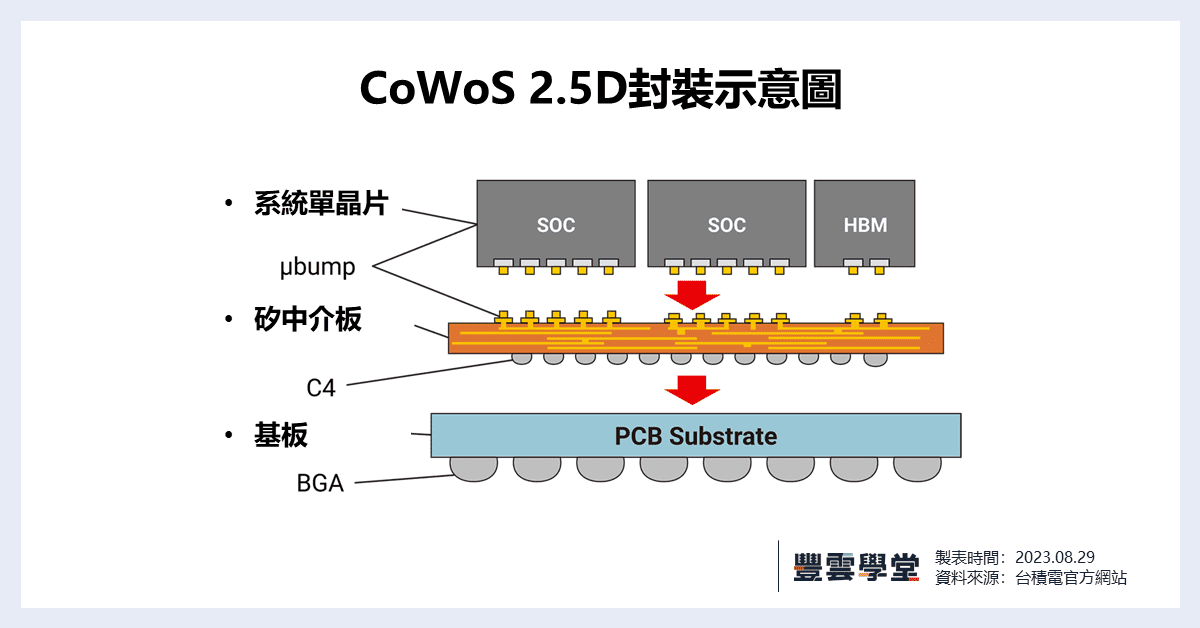 CoWoS 2.5D封裝示意圖
• 系統單晶片
SOC
SOC
HBM
µbump
• 矽中介板
C4
• 基板
PCB Substrate
BGA
豐雲學堂
製表時間：2023.08.29
資料來源：台積電官方網站